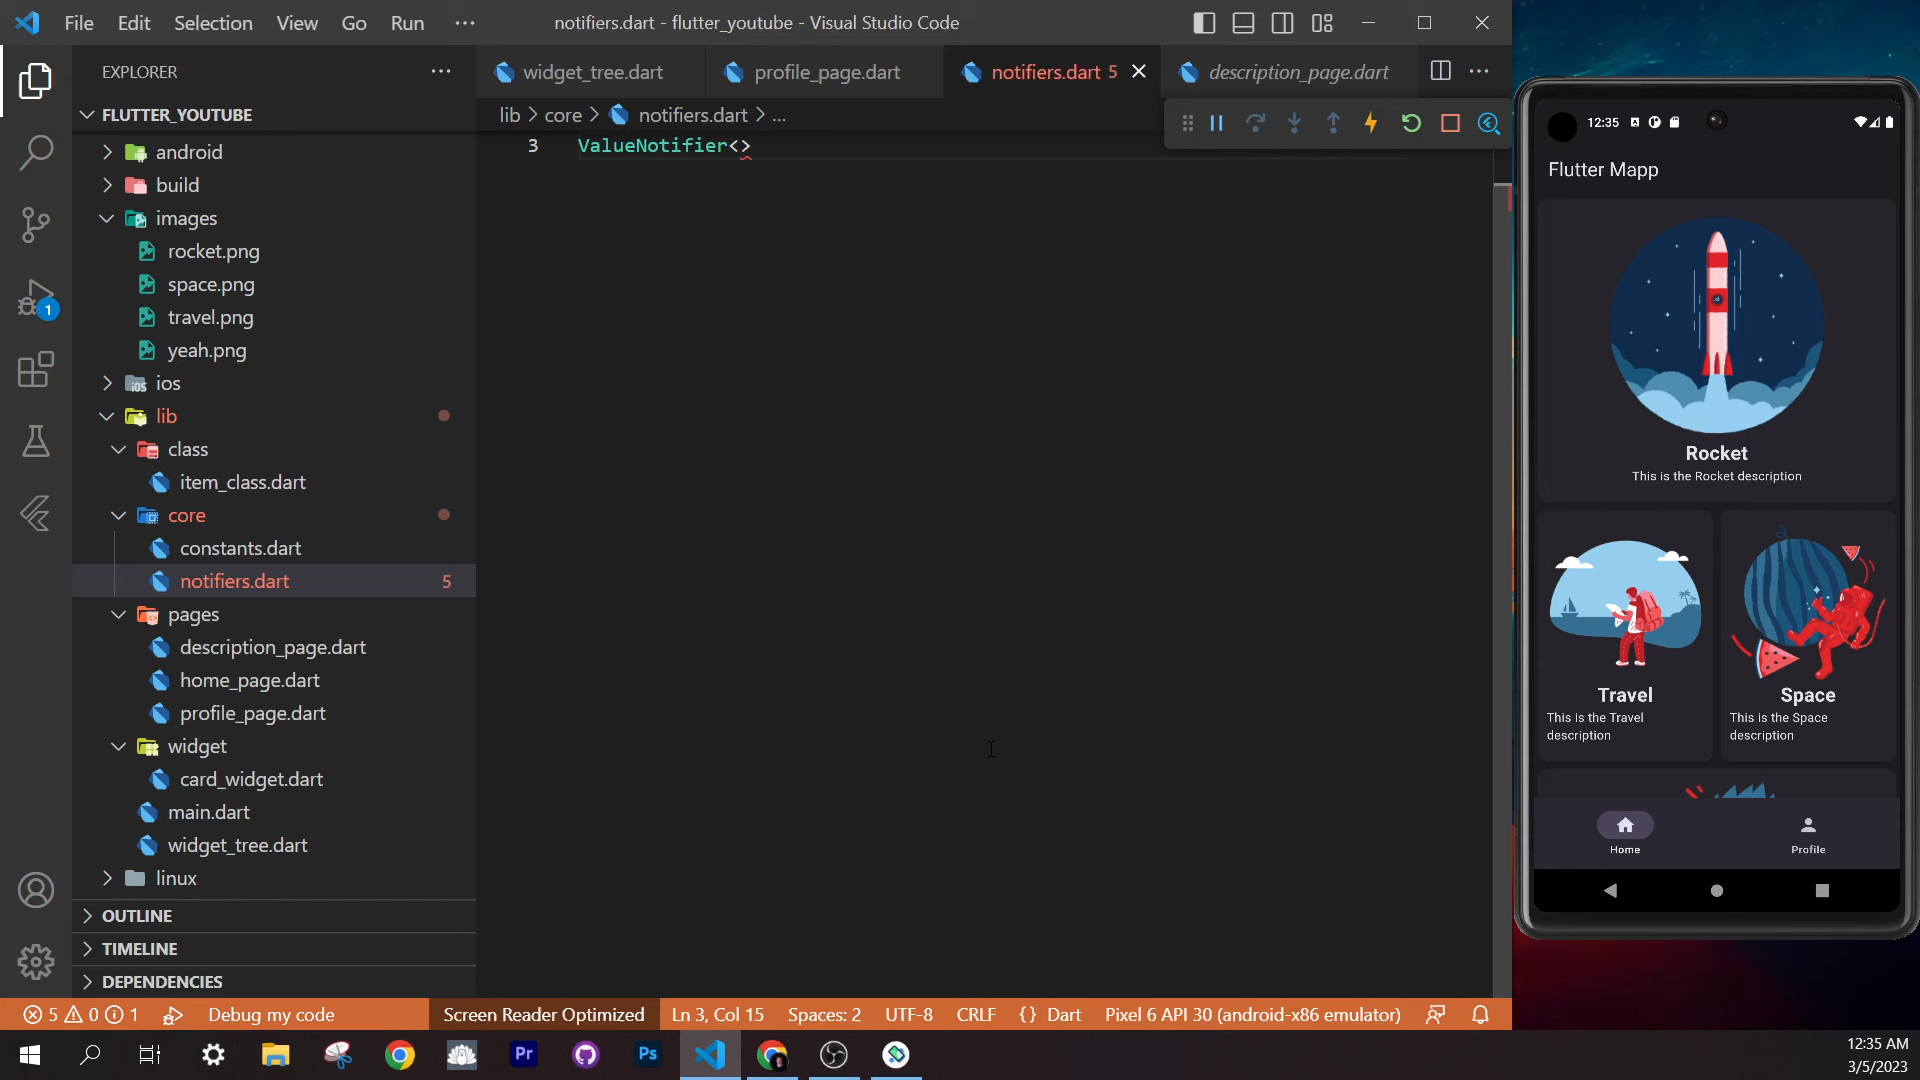 File Edit Selection View Go Run ···
notifiers.dart - flutter_youtube - Visual Studio Code
EXPLORER
widget_tree.dart
profile_page.dart
notifiers.dart 5
description_page.dart
FLUTTER_YOUTUBE
lib > core > notifiers.dart > ...
3 ValueNotifier<>
android
build
images
rocket.png
space.png
travel.png
yeah.png
ios
lib
class
item_class.dart
core
constants.dart
notifiers.dart 5
pages
description_page.dart
home_page.dart
profile_page.dart
widget
card_widget.dart
main.dart
widget_tree.dart
linux
OUTLINE
TIMELINE
DEPENDENCIES
1
5 0 1 Debug my code Screen Reader Optimized Ln 3, Col 15 Spaces: 2 UTF-8 CRLF {} Dart Pixel 6 API 30 (android-x86 emulator)
12:35
Flutter Mapp
Rocket
This is the Rocket description
Travel
This is the Travel
description
Space
This is the Space
description
Home
Profile
Pr
Ps
12:35 AM
3/5/2023